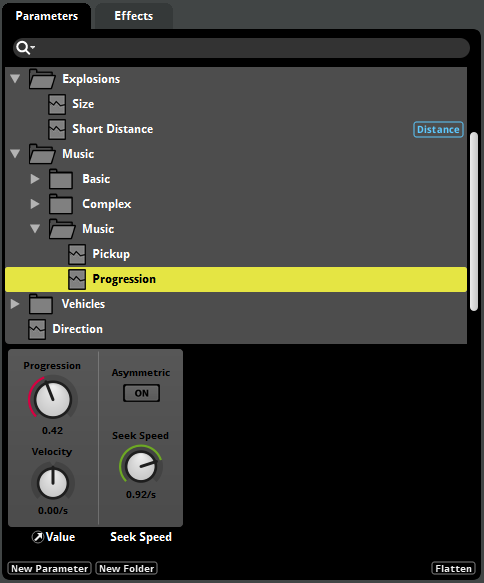 Parameters Effects
Explosions
Size
Short Distance Distance
Music
Basic
Complex
Music
Pickup
Progression
Vehicles
Direction
Progression Asymmetric
ON
0.42
Velocity Seek Speed
0.00/s 0.92/s
Value Seek Speed
New Parameter New Folder Flatten